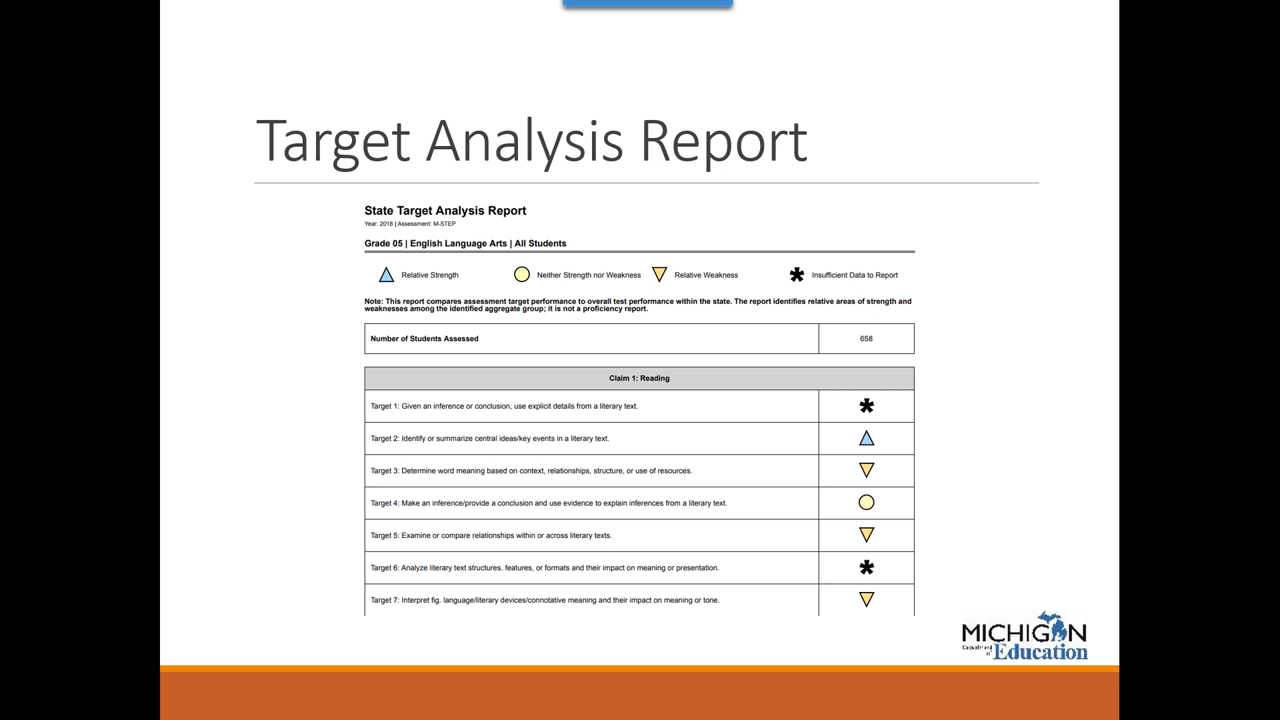 Target Analysis Report
State Target Analysis Report
Year: 2018 | Assessment: M-STEP
Grade 05 | English Language Arts | All Students
Relative Strength Neither Strength nor Weakness Relative Weakness Insufficient Data to Report
Note: This report compares assessment target performance to overall test performance within the state. The report identifies relative areas of strength and
weaknesses among the identified aggregate group; it is not a proficiency report.
Number of Students Assessed 658
Claim 1: Reading
Target 1: Given an inference or conclusion, use explicit details from a literary text.
Target 2: Identify or summarize central ideas/key events in a literary text.
Target 3: Determine word meaning based on context, relationships, structure, or use of resources.
Target 4: Make an inference/provide a conclusion and use evidence to explain inferences from a literary text.
Target 5: Examine or compare relationships within or across literary texts.
Target 6: Analyze literary text structures, features, or formats and their impact on meaning or presentation.
Target 7: Interpret fig. language/literary devices/connotative meaning and their impact on meaning or tone.
MICHIGAN
Department
of Education